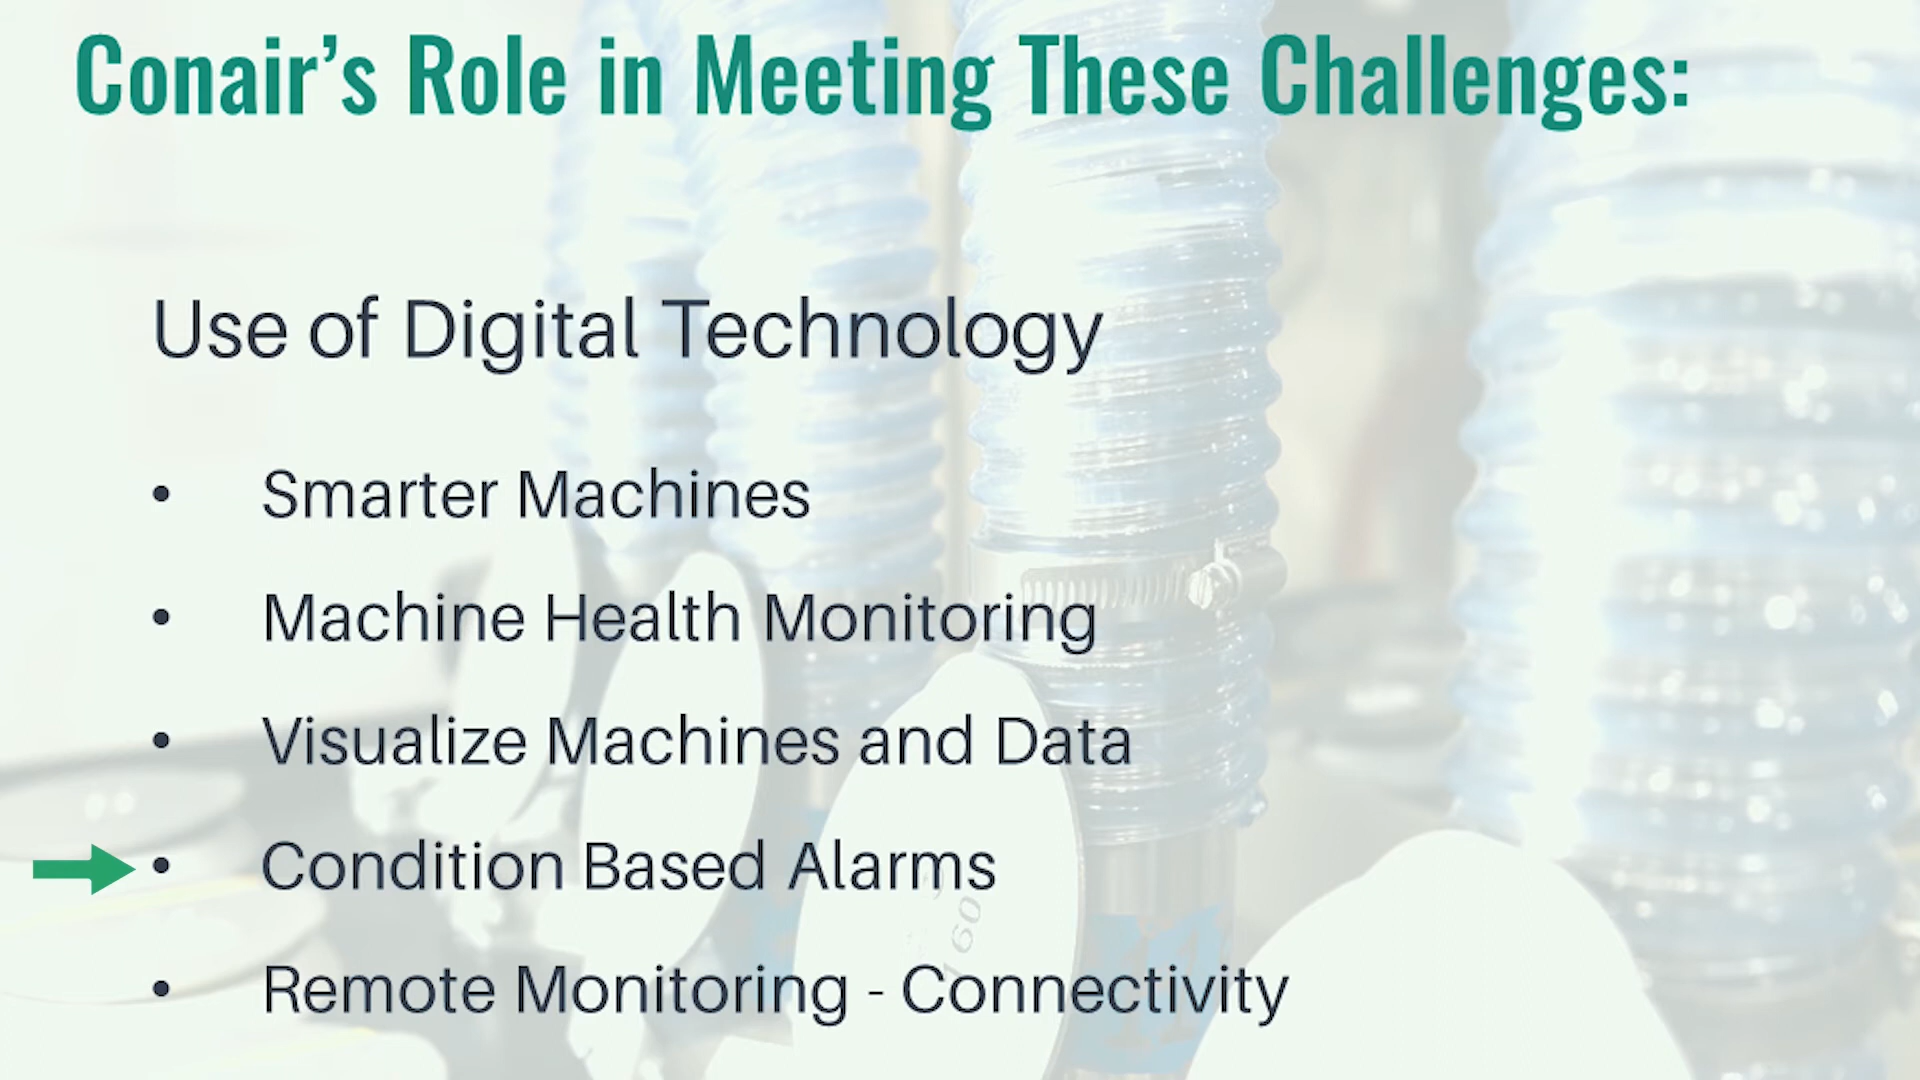 Conair’s Role in Meeting These Challenges:
Use of Digital Technology
• Smarter Machines
• Machine Health Monitoring
• Visualize Machines and Data
• Condition Based Alarms
• Remote Monitoring - Connectivity